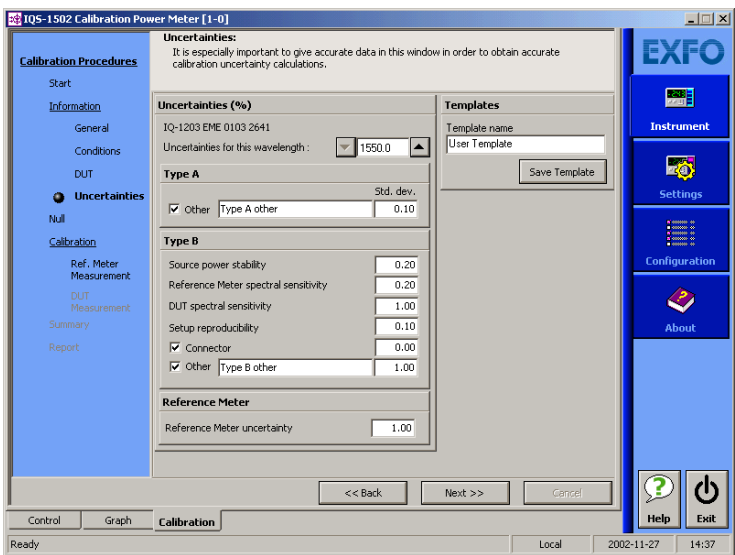 IQS-1502 Calibration Power Meter [1-0]
Uncertainties:
It is especially important to give accurate data in this window in order to obtain accurate
calibration uncertainty calculations.
Calibration Procedures
Start
Information
General
Conditions
DUT
Uncertainties
Null
Calibration
Ref. Meter
Measurement
DUT
Measurement
Summary
Report
Uncertainties (%)
IQ-1203 EME 0103 2641
Uncertainties for this wavelength : 1550.0
Type A
Std. dev.
Other Type A other 0.10
Type B
Source power stability 0.20
Reference Meter spectral sensitivity 0.20
DUT spectral sensitivity 1.00
Setup reproducibility 0.10
Connector 0.00
Other Type B other 1.00
Reference Meter
Reference Meter uncertainty 1.00
Templates
Template name
User Template
Save Template
<< Back Next >> Cancel
EXFO
Instrument
Settings
Configuration
About
Help Exit
Control Graph Calibration
Ready Local 2002-11-27 14:37